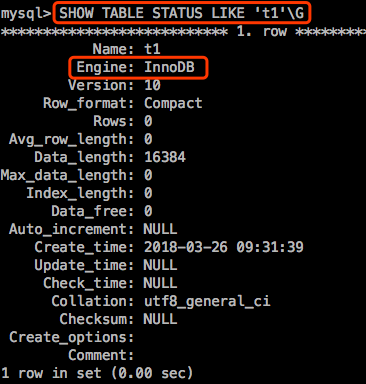 mysql> SHOW TABLE STATUS LIKE 't1'\G
*************************** 1. row *********
Name: t1
Engine: InnoDB
Version: 10
Row_format: Compact
Rows: 0
Avg_row_length: 0
Data_length: 16384
Max_data_length: 0
Index_length: 0
Data_free: 0
Auto_increment: NULL
Create_time: 2018-03-26 09:31:39
Update_time: NULL
Check_time: NULL
Collation: utf8_general_ci
Checksum: NULL
Create_options:
Comment:
1 row in set (0.00 sec)